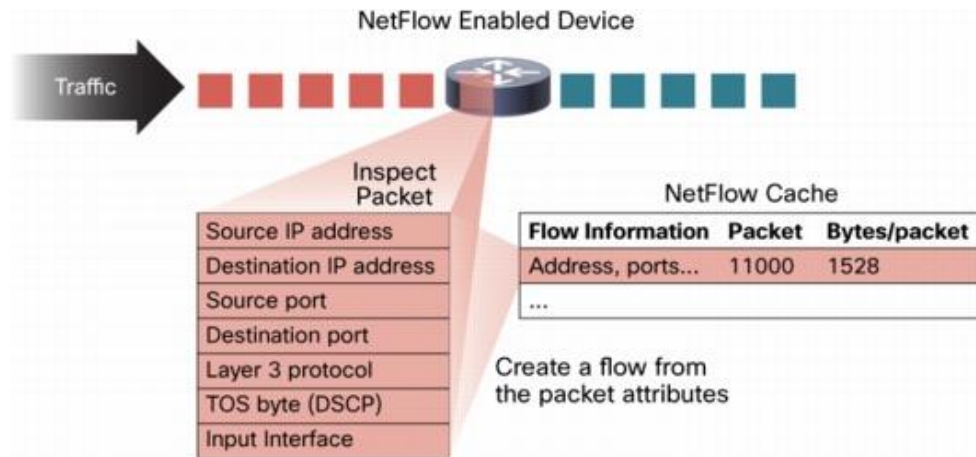 NetFlow Enabled Device
Traffic
Inspect
Packet
Source IP address
Destination IP address
Source port
Destination port
Layer 3 protocol
TOS byte (DSCP)
Input Interface
NetFlow Cache
Flow Information Packet Bytes/packet
Address, ports... 11000 1528
...
Create a flow from
the packet attributes